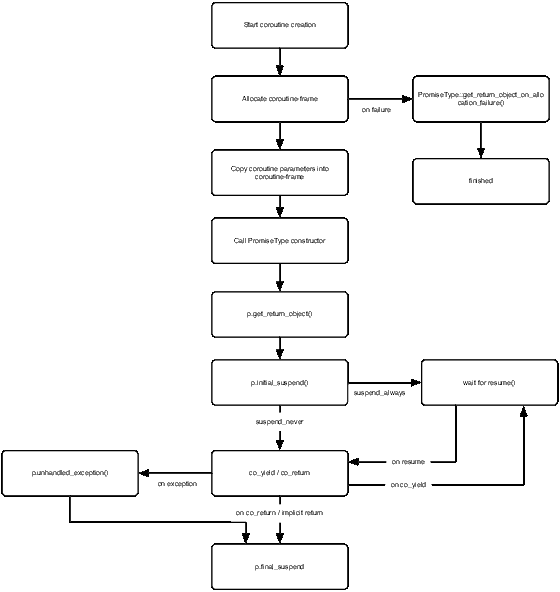 Start coroutine creation
Allocate coroutine-frame
on failure
PromiseType::get_return_object_on_allo
cation_failure()
Copy coroutine parameters into
coroutine-frame
finished
Call PromiseType constructor
p.get_return_object()
p.initial_suspend()
suspend_always
wait for resume()
suspend_never
on resume
p.unhandled_exception()
on exception
co_yield / co_return
on co_yield
on co_return / implicit return
p.final_suspend